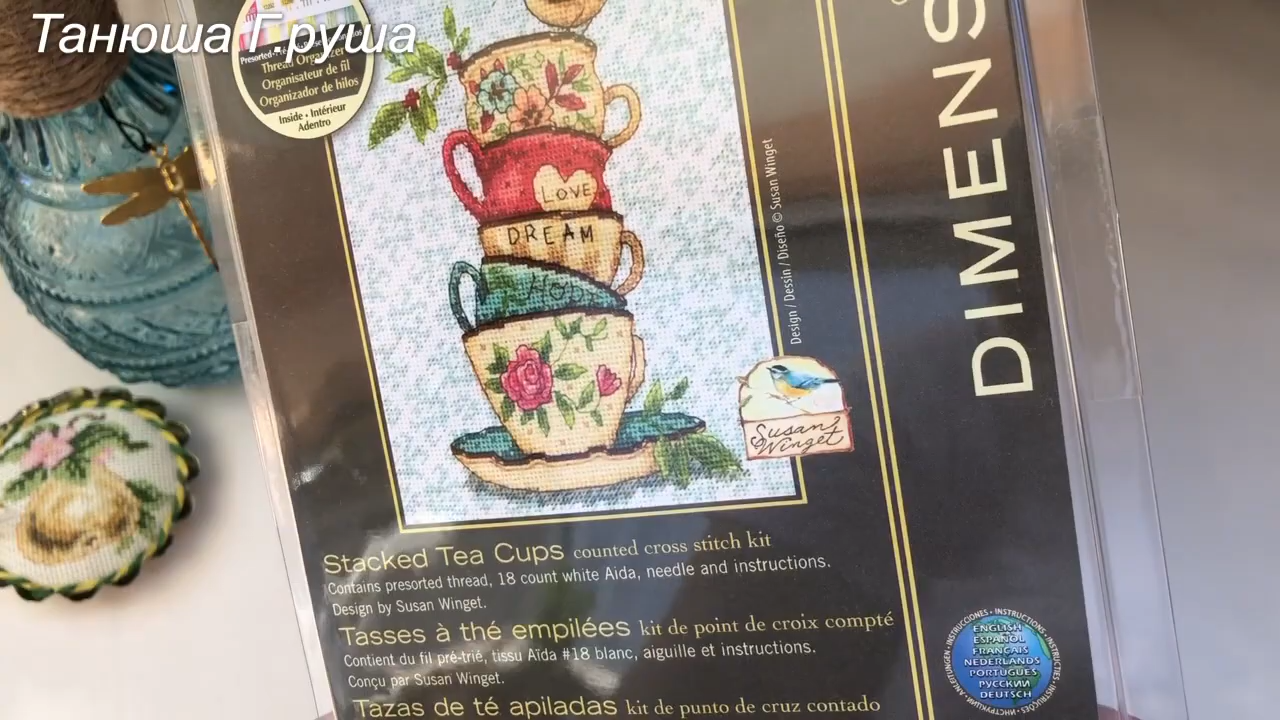 Танюша Груша
Thread Organizer
Organisateur de fil
Organizador de hilos
Inside • Intérieur
Adentro
LOVE
DREAM
Design / Dessin / Diseño © Susan Winget
Susan
Winget
DIMENS
Stacked Tea Cups counted cross stitch kit
Contains presorted thread, 18 count white Aida, needle and instructions.
Design by Susan Winget.
Tasses à thé empilées kit de point de croix compté
Contient du fil pré-trié, tissu Aïda #18 blanc, aiguille et instructions.
Conçu par Susan Winget.
Tazas de té apiladas kit de punto de cruz contado
ENGLISH
ESPAÑOL
FRANÇAIS
NEDERLANDS
PORTUGUES
РУССКИЙ
DEUTSCH